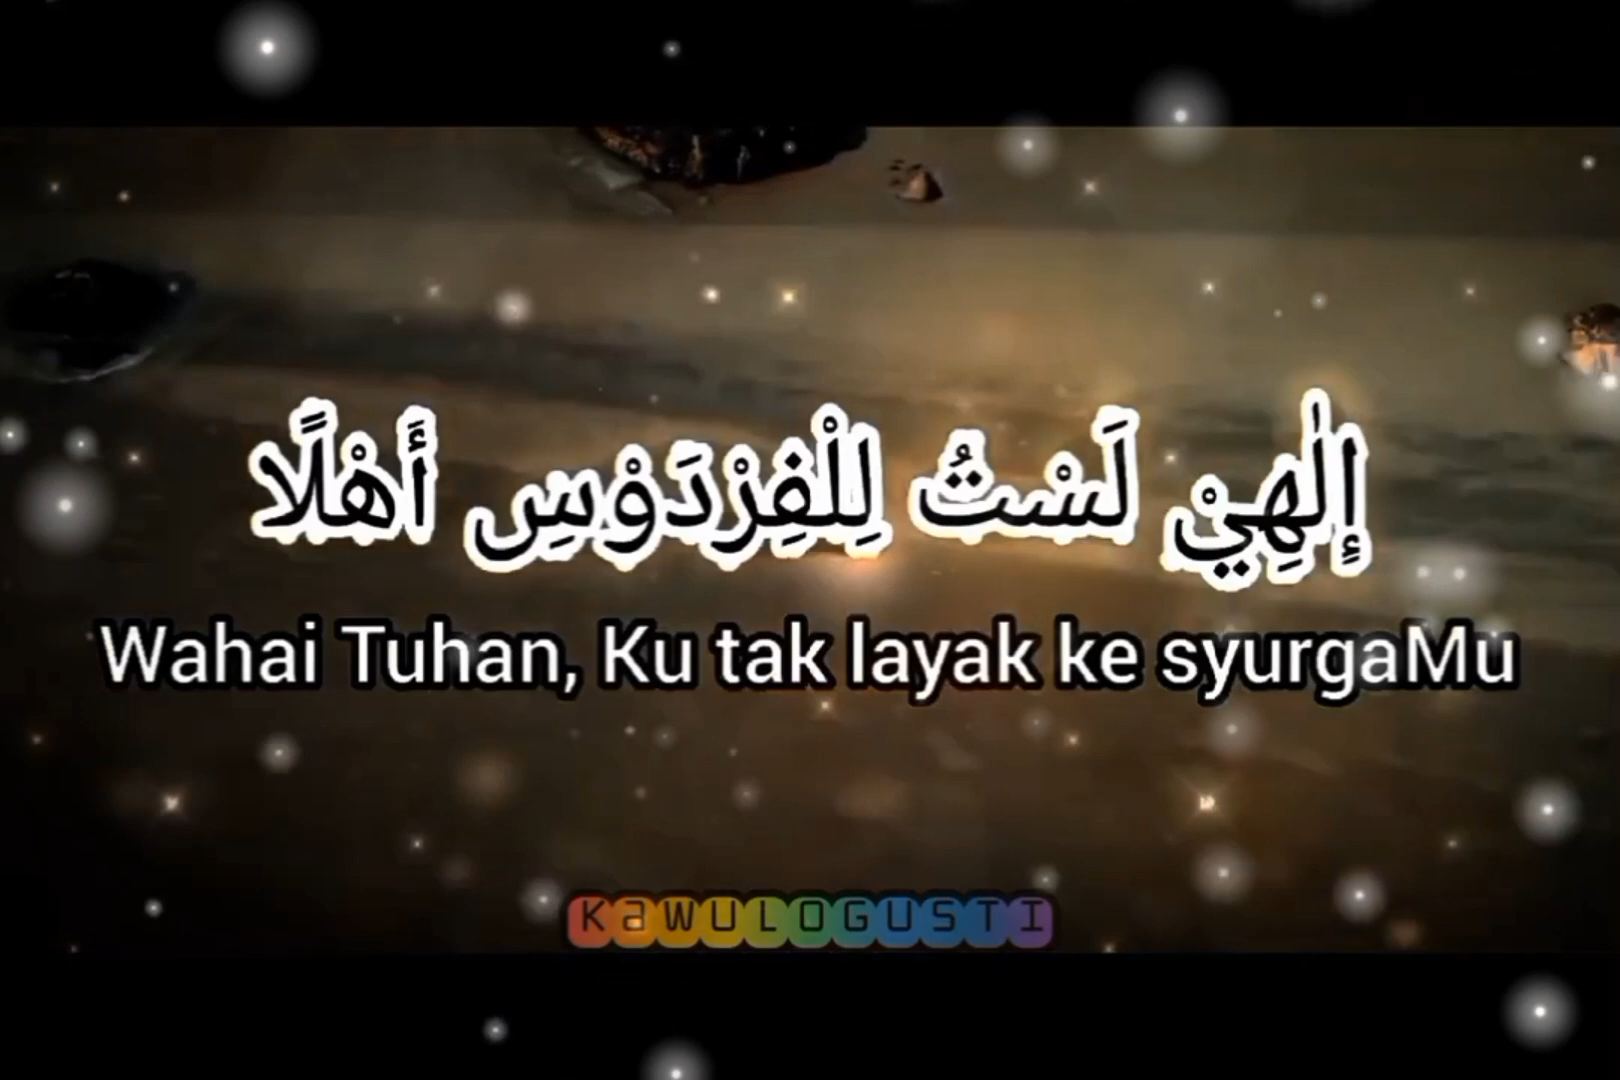 إِلٰهِيْ لَسْتُ لِلْفِرْدَوْسِ أَهْلًا
Wahai Tuhan, Ku tak layak ke syurgaMu
KaWULOGUSTI